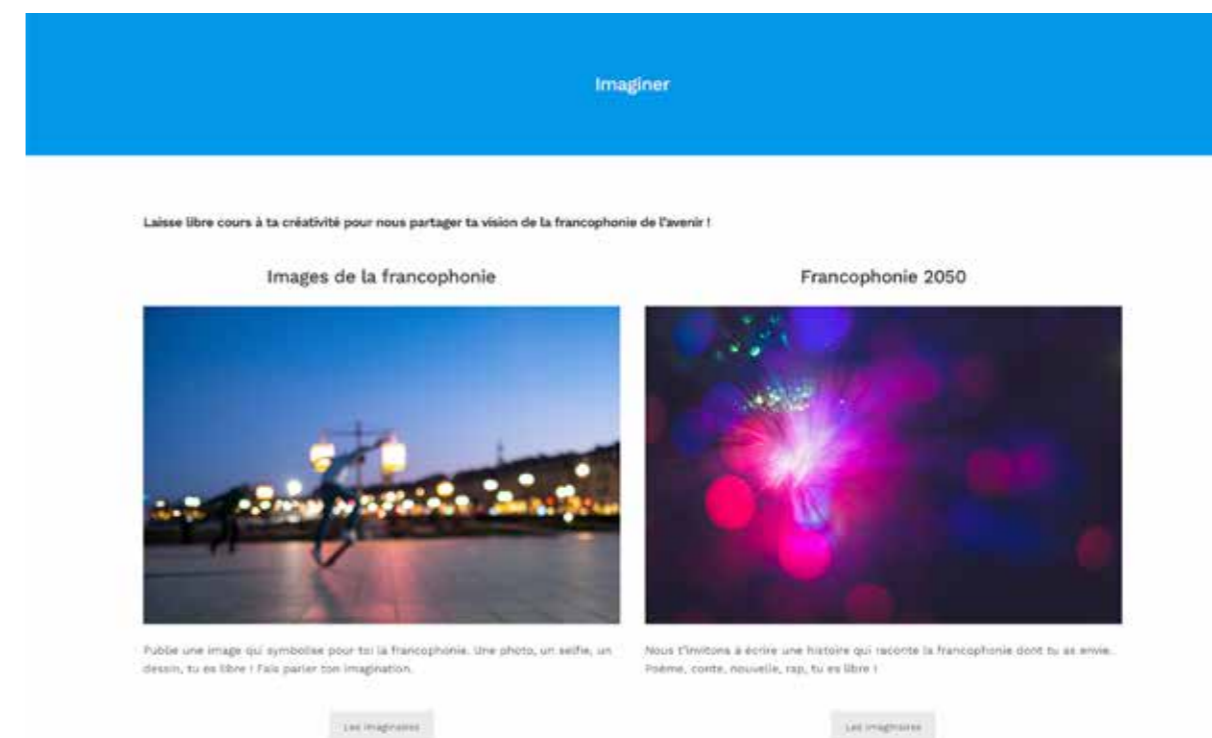 Imaginer
Laisse libre cours à ta créativité pour nous partager ta vision de la francophonie de l'avenir !
Images de la francophonie
Publie une image qui symbolise pour toi la francophonie. Une photo, un selfie, un
dessin, tu es libre ! Fais parler ton imagination.
Les imaginaires
Francophonie 2050
Nous t'invitons à écrire une histoire qui raconte la francophonie dont tu as envie.
Poème, conte, nouvelle, rap, tu es libre !
Les imaginaires